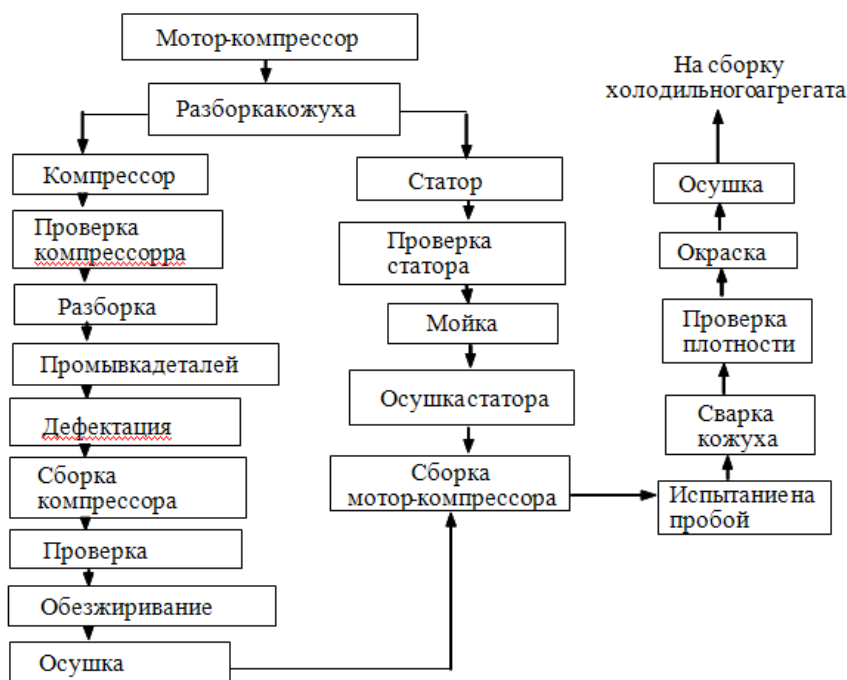 Мотор-компрессор
Разборкакожуха
Компрессор
Проверка
компрессорра
Разборка
Промывкадеталей
Дефектация
Сборка
компрессора
Проверка
Обезжиривание
Осушка
Статор
Проверка
статора
Мойка
Осушкастатора
Сборка
мотор-компрессора
Испытаниена
пробой
Сварка
кожуха
Проверка
плотности
Окраска
Осушка
На сборку
холодильногоагрегата